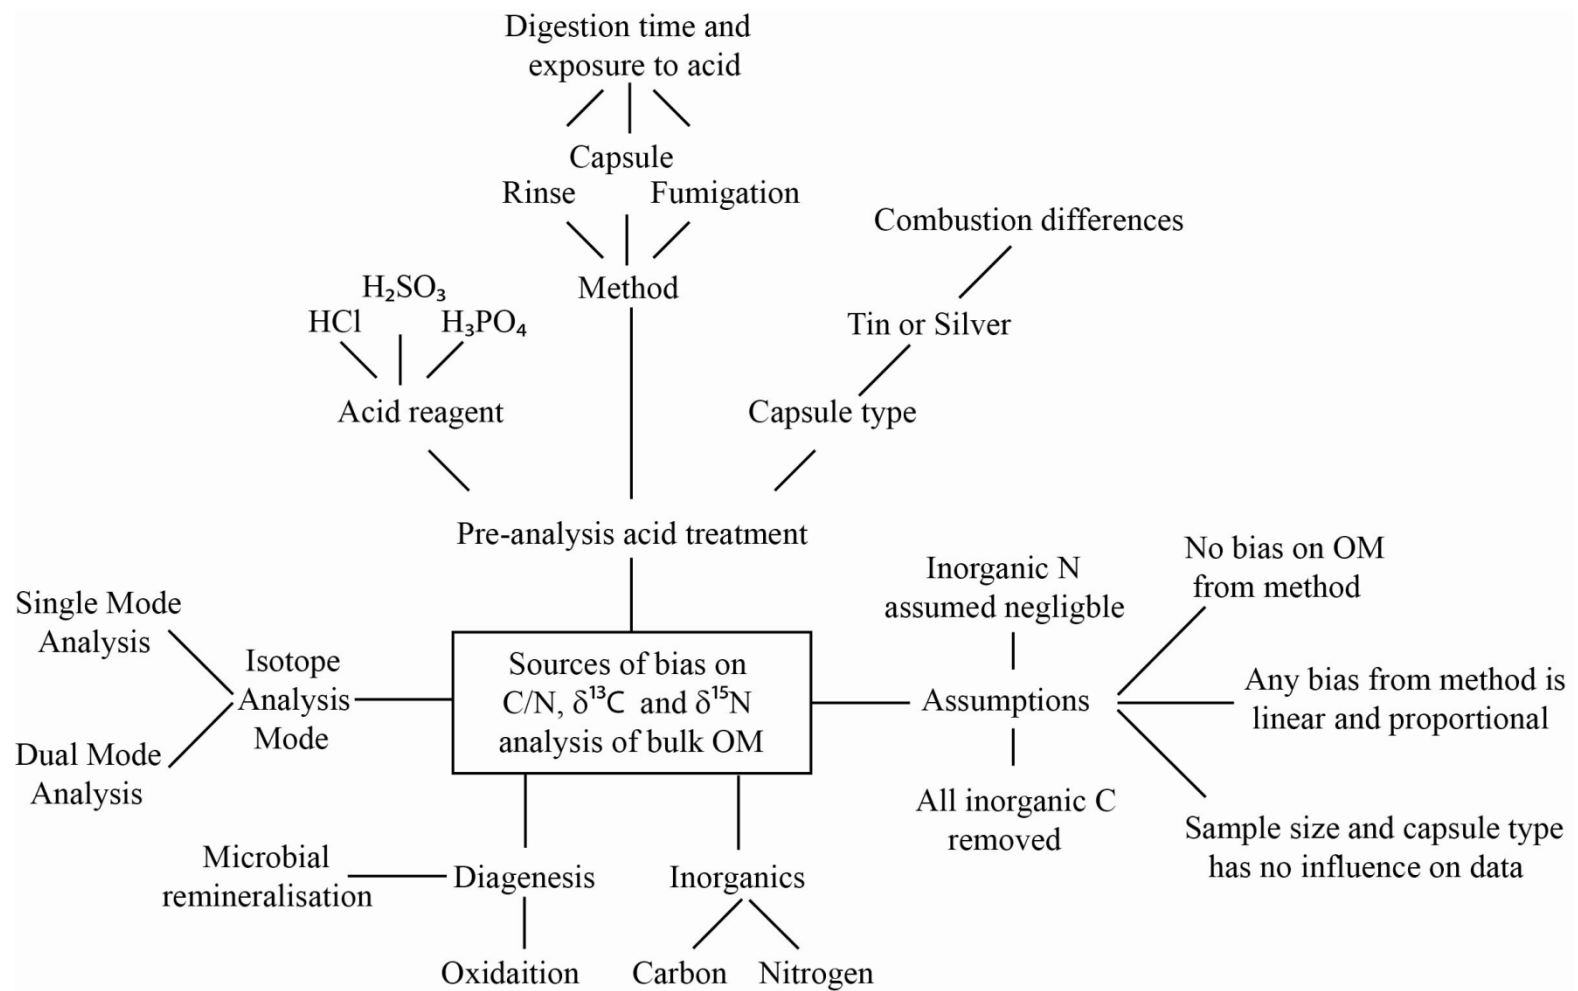 Digestion time and
exposure to acid
Capsule
Rinse
Fumigation
Combustion differences
Method
H₂SO₃
HCl
H₃PO₄
Tin or Silver
Acid reagent
Capsule type
Pre-analysis acid treatment
No bias on OM
from method
Inorganic N
assumed negligble
Single Mode
Analysis
Isotope
Analysis
Mode
Sources of bias on
C/N, δ¹³C and δ¹⁵N
analysis of bulk OM
Assumptions
Any bias from method is
linear and proportional
Dual Mode
Analysis
All inorganic C
removed
Sample size and capsule type
has no influence on data
Microbial
remineralisation
Diagenesis
Inorganics
Oxidaition
Carbon
Nitrogen